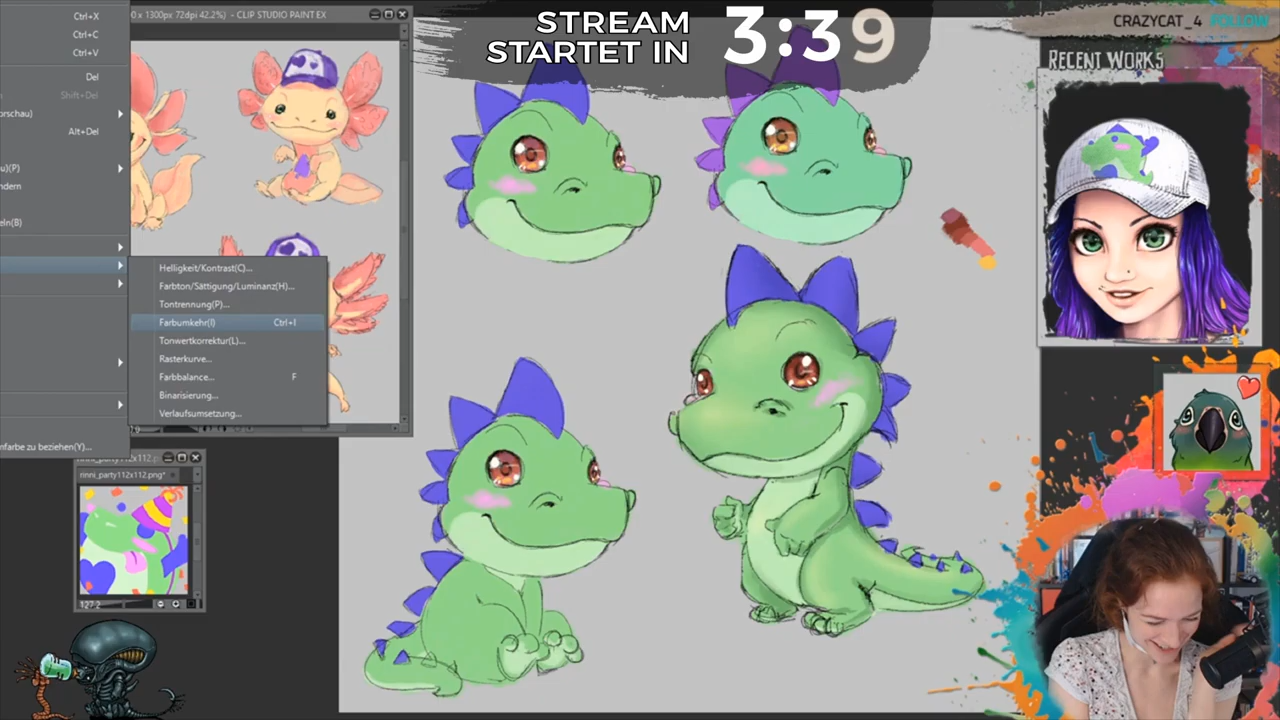 0 x 1300px 72dpi 42.2%) - CLIP STUDIO PAINT EX
STREAM
STARTET IN
3:39
CRAZYCAT_4 FOLLOW
RECENT WORKS
Ctrl+X
Ctrl+C
Ctrl+V
Del
Shift+Del
orschau)
Alt+Del
u)(P)
ndern
eln(B)
Helligkeit/Kontrast(C)...
Farbton/Sättigung/Luminanz(H)...
Tontrennung(P)...
Farbumkehr(I) Ctrl+I
Tonwertkorrektur(L)...
Rasterkurve...
Farbbalance... F
Binarisierung...
Verlaufsumsetzung...
nfarbe zu beziehen(Y)...
rinni_party112x112.p
rinni_party112x112.png*
127.2